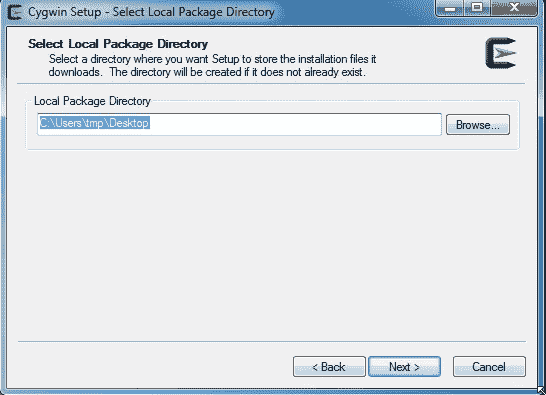 Cygwin Setup - Select Local Package Directory
Select Local Package Directory
Select a directory where you want Setup to store the installation files it
downloads. The directory will be created if it does not already exist.
Local Package Directory
C:\Users\tmp\Desktop
Browse...
< Back
Next >
Cancel